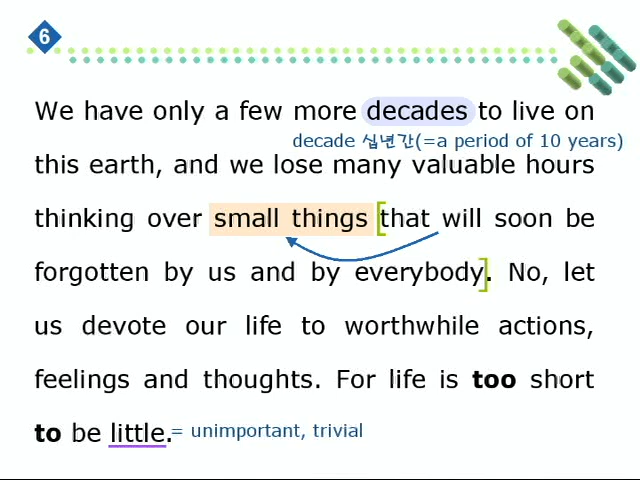 6
We have only a few more decades to live on
decade 십년간(=a period of 10 years)
this earth, and we lose many valuable hours
thinking over small things [that will soon be
forgotten by us and by everybody]. No, let
us devote our life to worthwhile actions,
feelings and thoughts. For life is too short
to be little.= unimportant, trivial